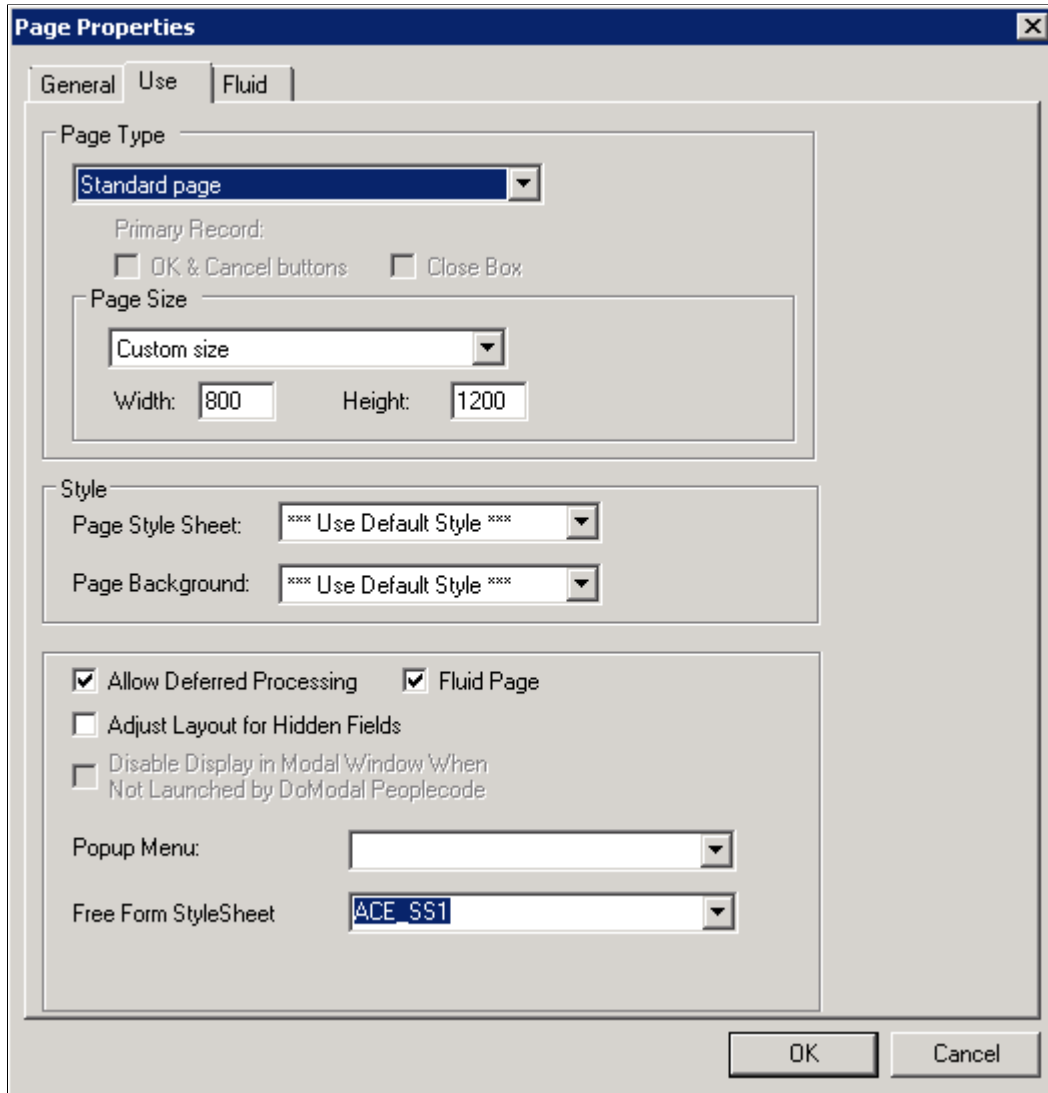 Page Properties
General Use Fluid
Page Type
Standard page
Primary Record:
OK & Cancel buttons Close Box
Page Size
Custom size
Width: 800 Height: 1200
Style
Page Style Sheet: *** Use Default Style ***
Page Background: *** Use Default Style ***
Allow Deferred Processing Fluid Page
Adjust Layout for Hidden Fields
Disable Display in Modal Window When
Not Launched by DoModal Peoplecode
Popup Menu:
Free Form StyleSheet ACE_SS1
OK Cancel